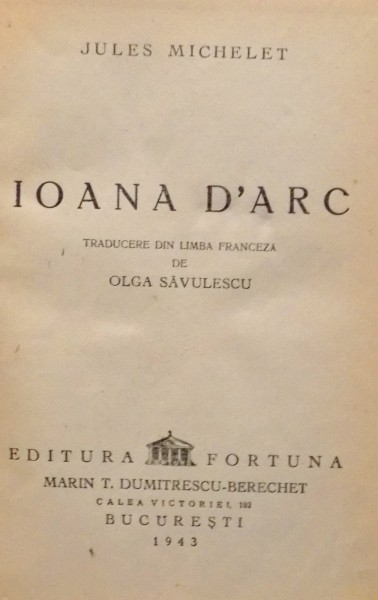 JULES MICHELET
IOANA D'ARC
TRADUCERE DIN LIMBA FRANCEZA
DE
OLGA SĂVULESCU
EDITURA FORTUNA
MARIN T. DUMITRESCU-BERECHET
CALEA VICTORIEI, 102
BUCUREŞTI
1943